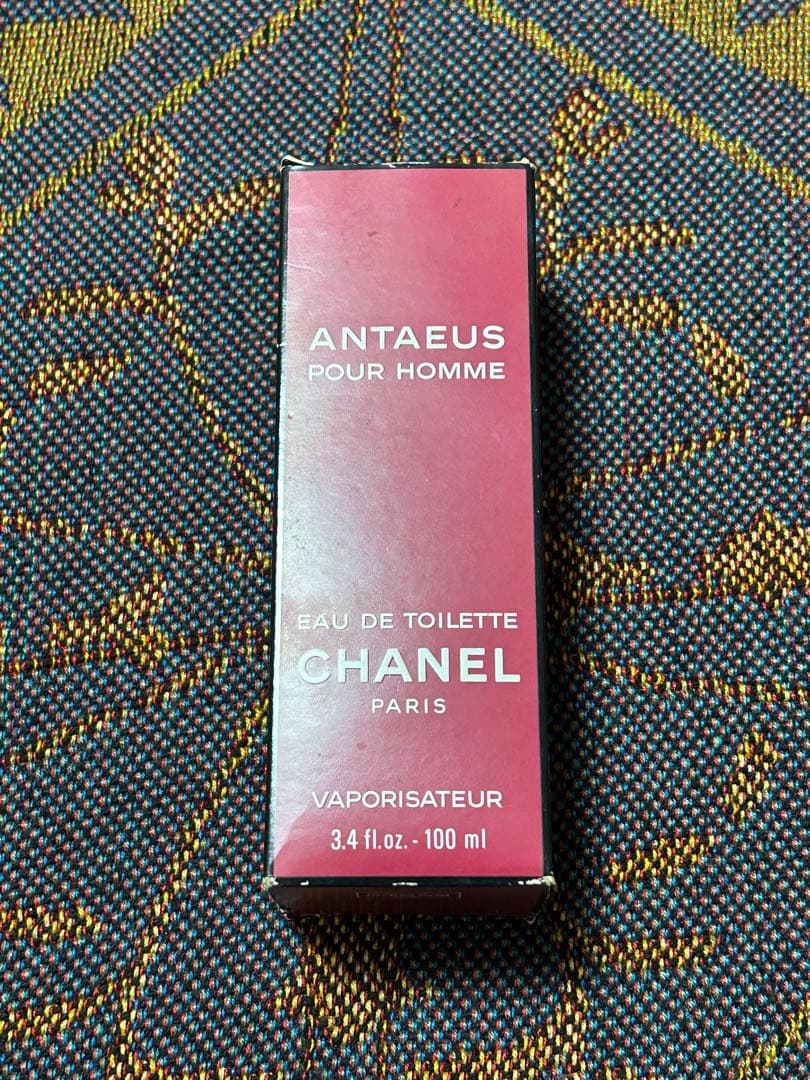 ANTAEUS
POUR HOMME
EAU DE TOILETTE
CHANEL
PARIS
VAPORISATEUR
3.4 fl.oz. - 100 ml